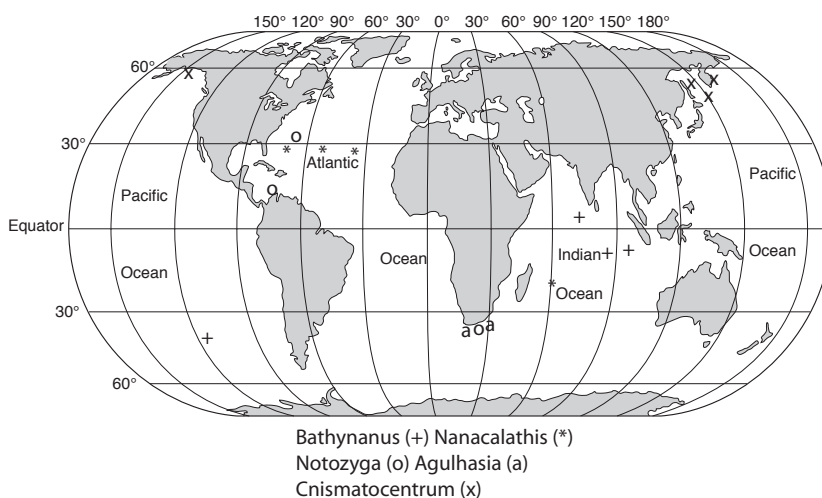 150° 120° 90° 60° 30° 0° 30° 60° 90° 120° 150° 180°
60°
30°
o
x
x
x
x
* * *
Atlantic
o
Pacific
Pacific
+
Equator
Indian + +
Ocean
Ocean
Ocean
* Ocean
30°
a o a
+
60°
Bathynanus (+) Nanacalathis (*)
Notozyga (o) Agulhasia (a)
Cnismatocentrum (x)